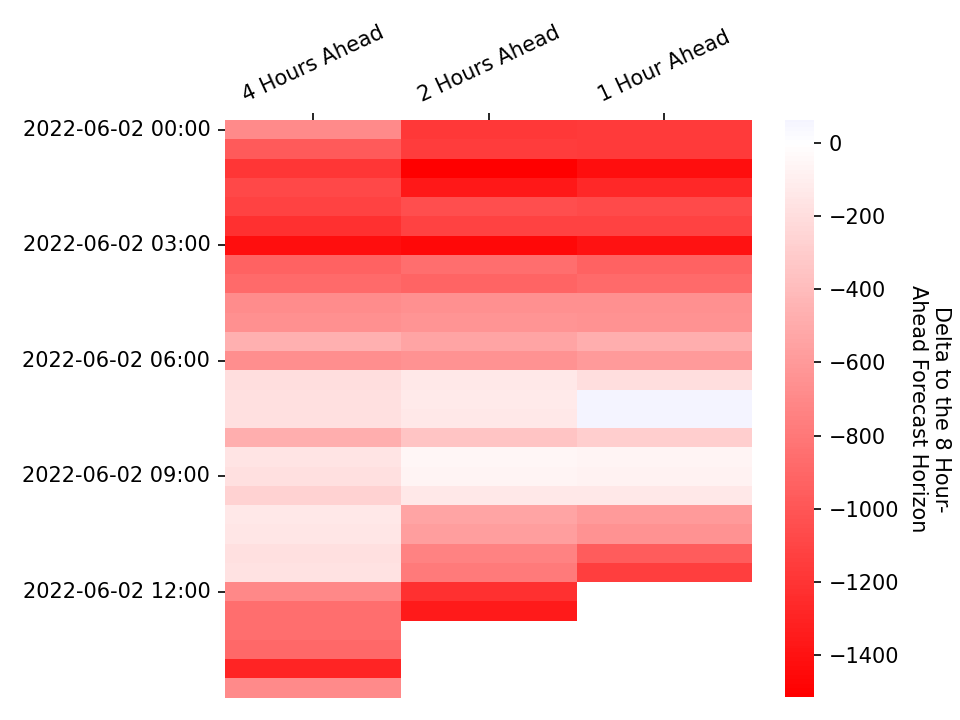 4 Hours Ahead
2 Hours Ahead
1 Hour Ahead
2022-06-02 00:00
2022-06-02 03:00
2022-06-02 06:00
2022-06-02 09:00
2022-06-02 12:00
0
−200
−400
−600
−800
−1000
−1200
−1400
Delta to the 8 Hour-
Ahead Forecast Horizon